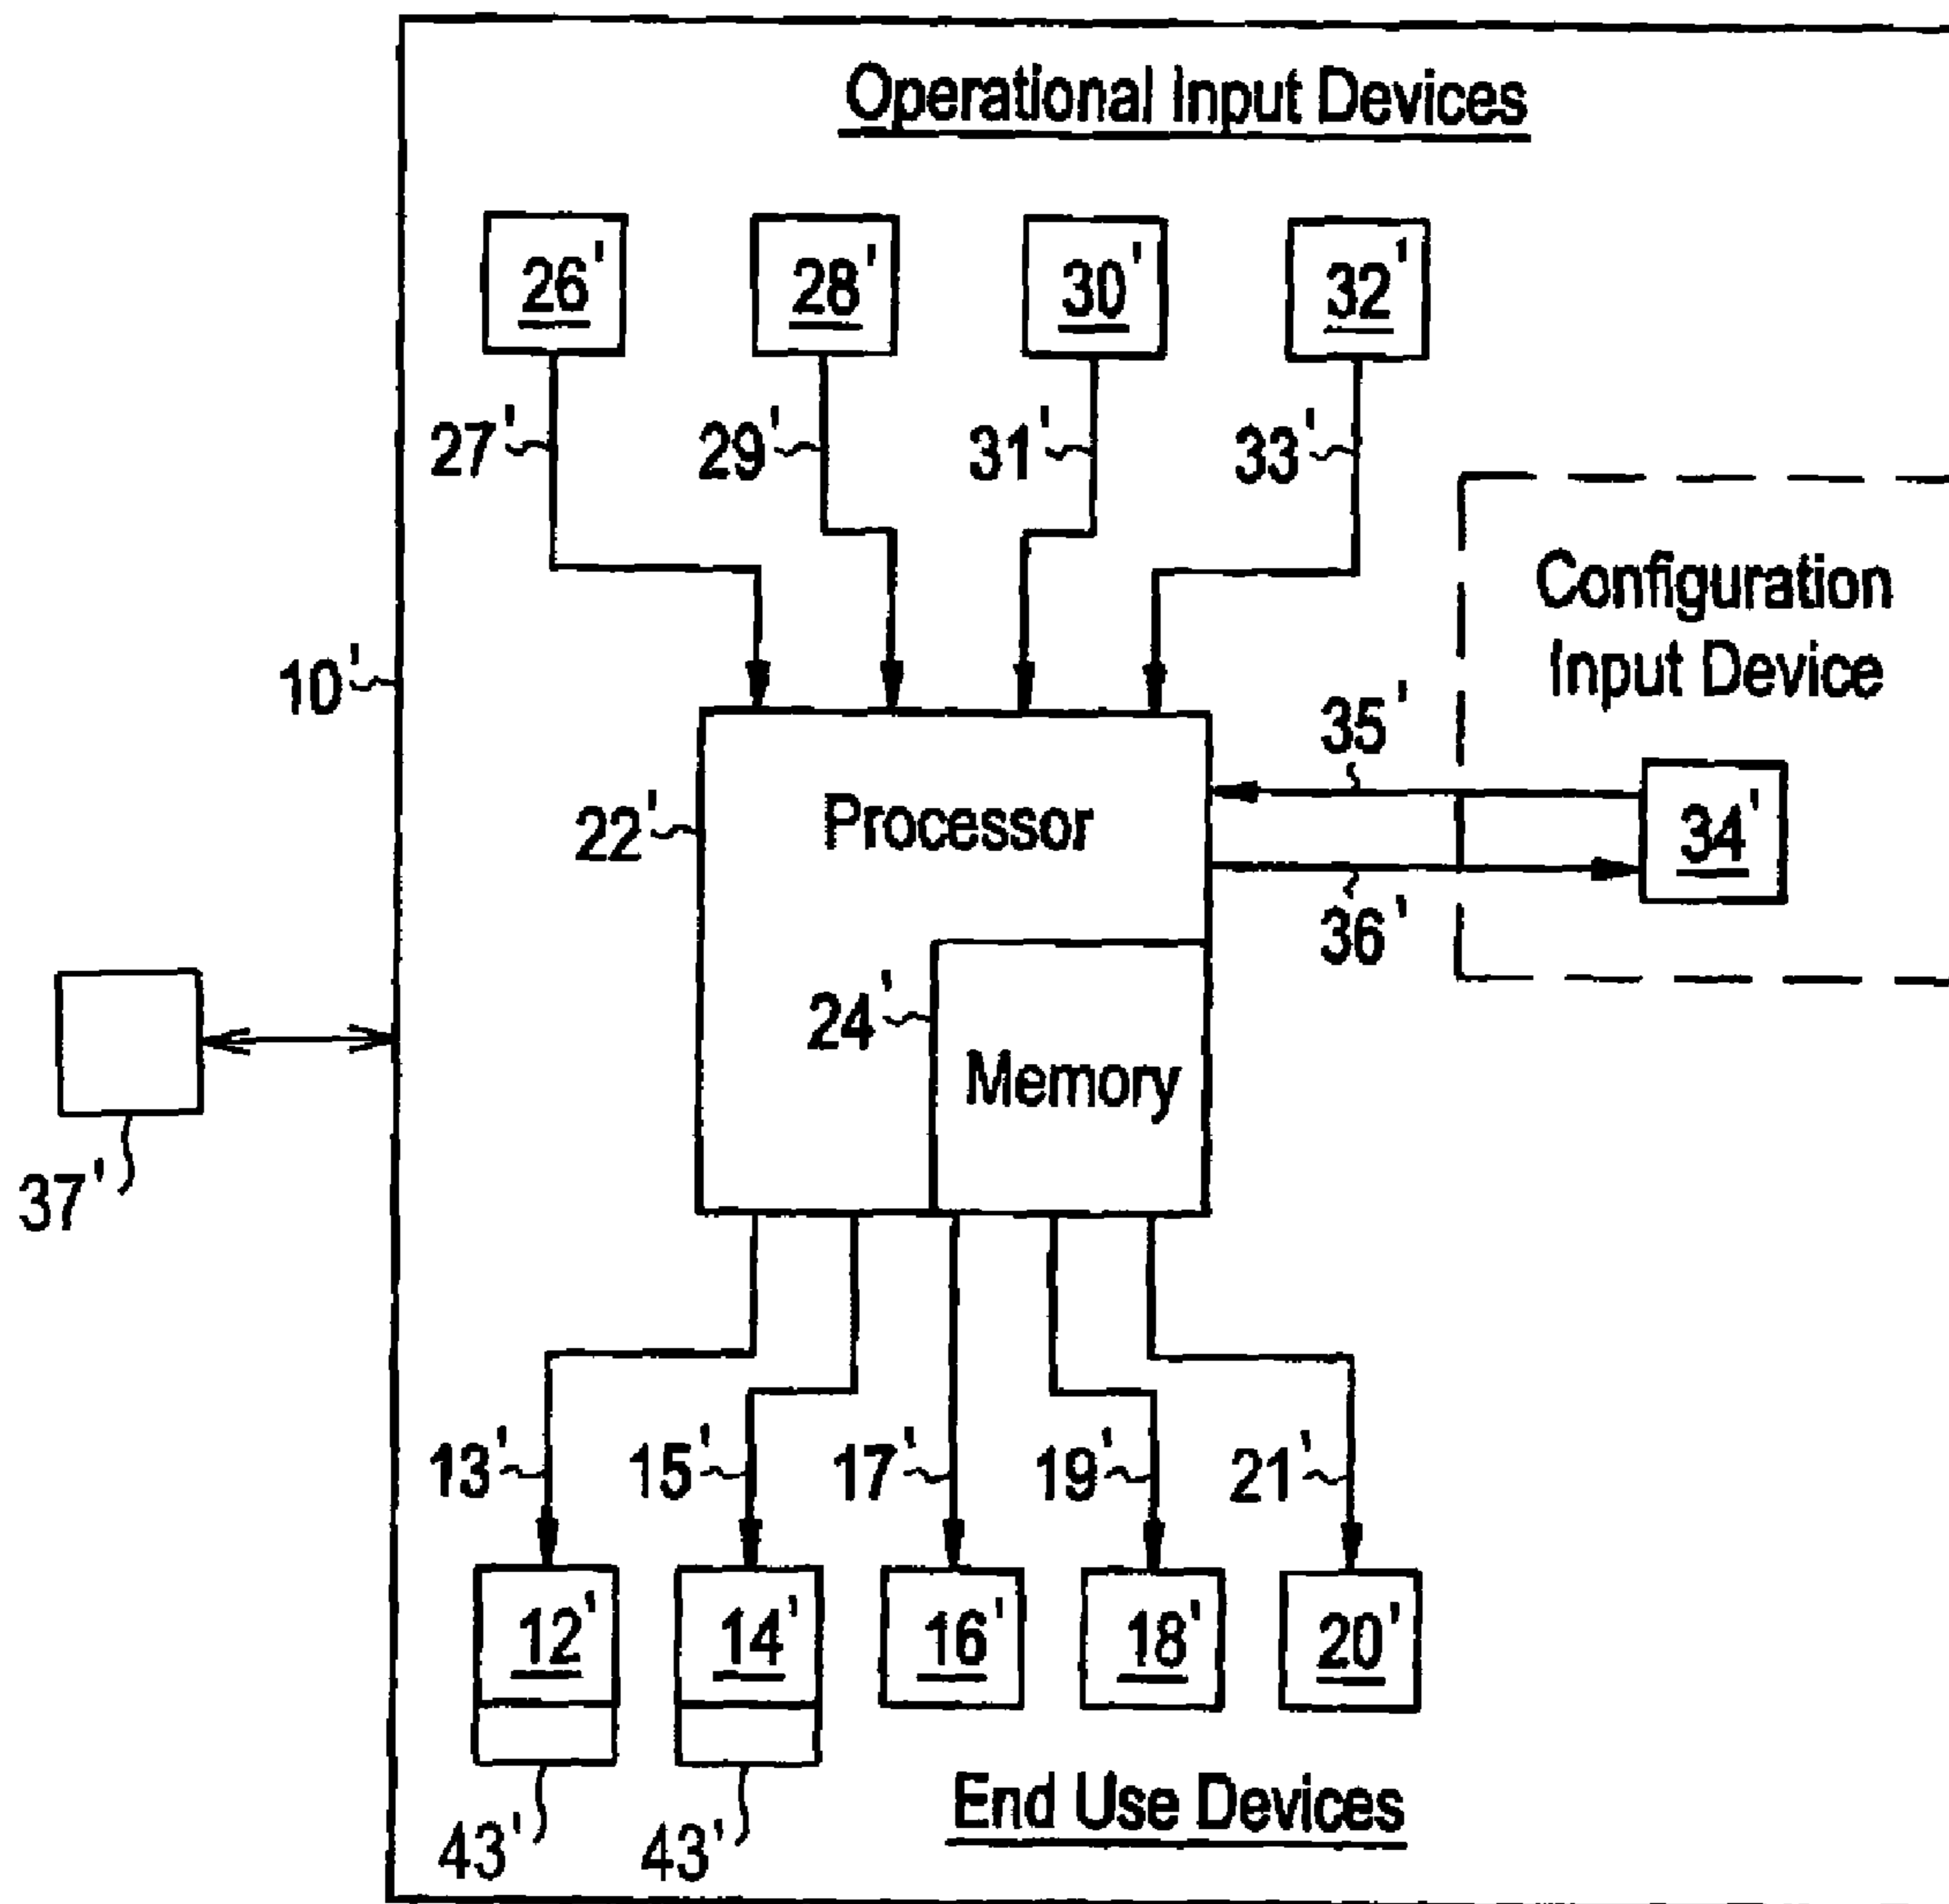 Operational Input Devices
26' 28' 30' 32'
27' 29' 31' 33'
Configuration
Input Device
10'
35'
22' Processor 34'
36'
24'
Memory
37'
13' 15' 17' 19' 21'
12' 14' 16' 18' 20'
End Use Devices
43' 43'